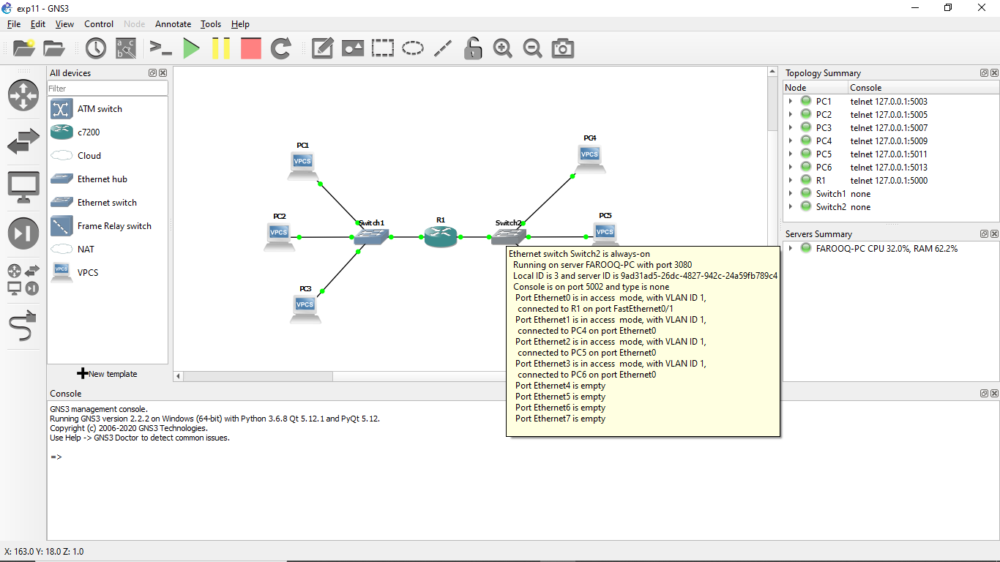 exp11 - GNS3
File Edit View Control Node Annotate Tools Help
All devices
Filter
ATM switch
c7200
Cloud
Ethernet hub
Ethernet switch
Frame Relay switch
NAT
VPCS
VPCS
New template
PC1
VPCS
PC2
VPCS
PC3
VPCS
Switch1
R1
Switch2
PC4
VPCS
PC5
VPCS
Ethernet switch Switch2 is always-on
Running on server FAROOQ-PC with port 3080
Local ID is 3 and server ID is 9ad31ad5-26dc-4827-942c-24a59fb789c4
Console is on port 5002 and type is none
Port Ethernet0 is in access mode, with VLAN ID 1,
connected to R1 on port FastEthernet0/1
Port Ethernet1 is in access mode, with VLAN ID 1,
connected to PC4 on port Ethernet0
Port Ethernet2 is in access mode, with VLAN ID 1,
connected to PC5 on port Ethernet0
Port Ethernet3 is in access mode, with VLAN ID 1,
connected to PC6 on port Ethernet0
Port Ethernet4 is empty
Port Ethernet5 is empty
Port Ethernet6 is empty
Port Ethernet7 is empty
Topology Summary
Node Console
PC1 telnet 127.0.0.1:5003
PC2 telnet 127.0.0.1:5005
PC3 telnet 127.0.0.1:5007
PC4 telnet 127.0.0.1:5009
PC5 telnet 127.0.0.1:5011
PC6 telnet 127.0.0.1:5013
R1 telnet 127.0.0.1:5000
Switch1 none
Switch2 none
Servers Summary
FAROOQ-PC CPU 32.0%, RAM 62.2%
Console
GNS3 management console.
Running GNS3 version 2.2.2 on Windows (64-bit) with Python 3.6.8 Qt 5.12.1 and PyQt 5.12.
Copyright (c) 2006-2020 GNS3 Technologies.
Use Help -> GNS3 Doctor to detect common issues.
=>
X: 163.0 Y: 18.0 Z: 1.0